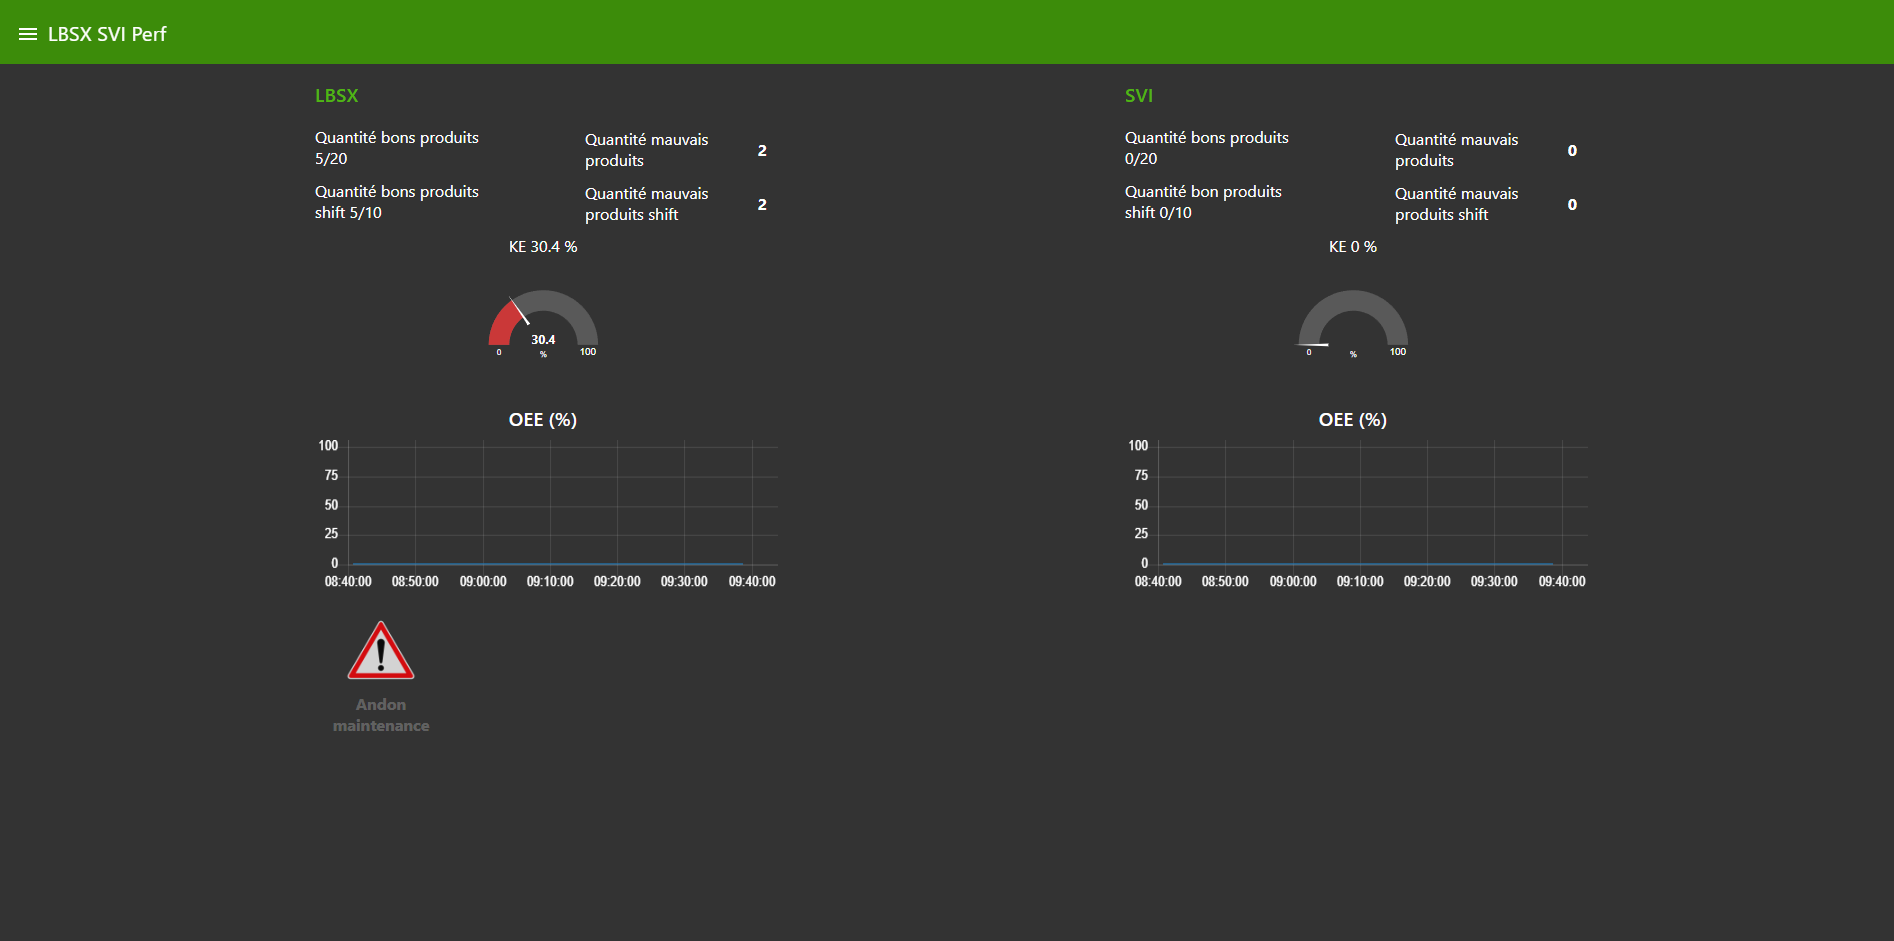 LBSX SVI Perf
LBSX
Quantité bons produits
5/20
Quantité mauvais
produits
2
Quantité bons produits
shift 5/10
Quantité mauvais
produits shift
2
KE 30.4 %
30.4
0
%
100
OEE (%)
100
75
50
25
0
08:40:00 08:50:00 09:00:00 09:10:00 09:20:00 09:30:00 09:40:00
Andon
maintenance
SVI
Quantité bons produits
0/20
Quantité mauvais
produits
0
Quantité bon produits
shift 0/10
Quantité mauvais
produits shift
0
KE 0 %
0
%
100
OEE (%)
100
75
50
25
0
08:40:00 08:50:00 09:00:00 09:10:00 09:20:00 09:30:00 09:40:00